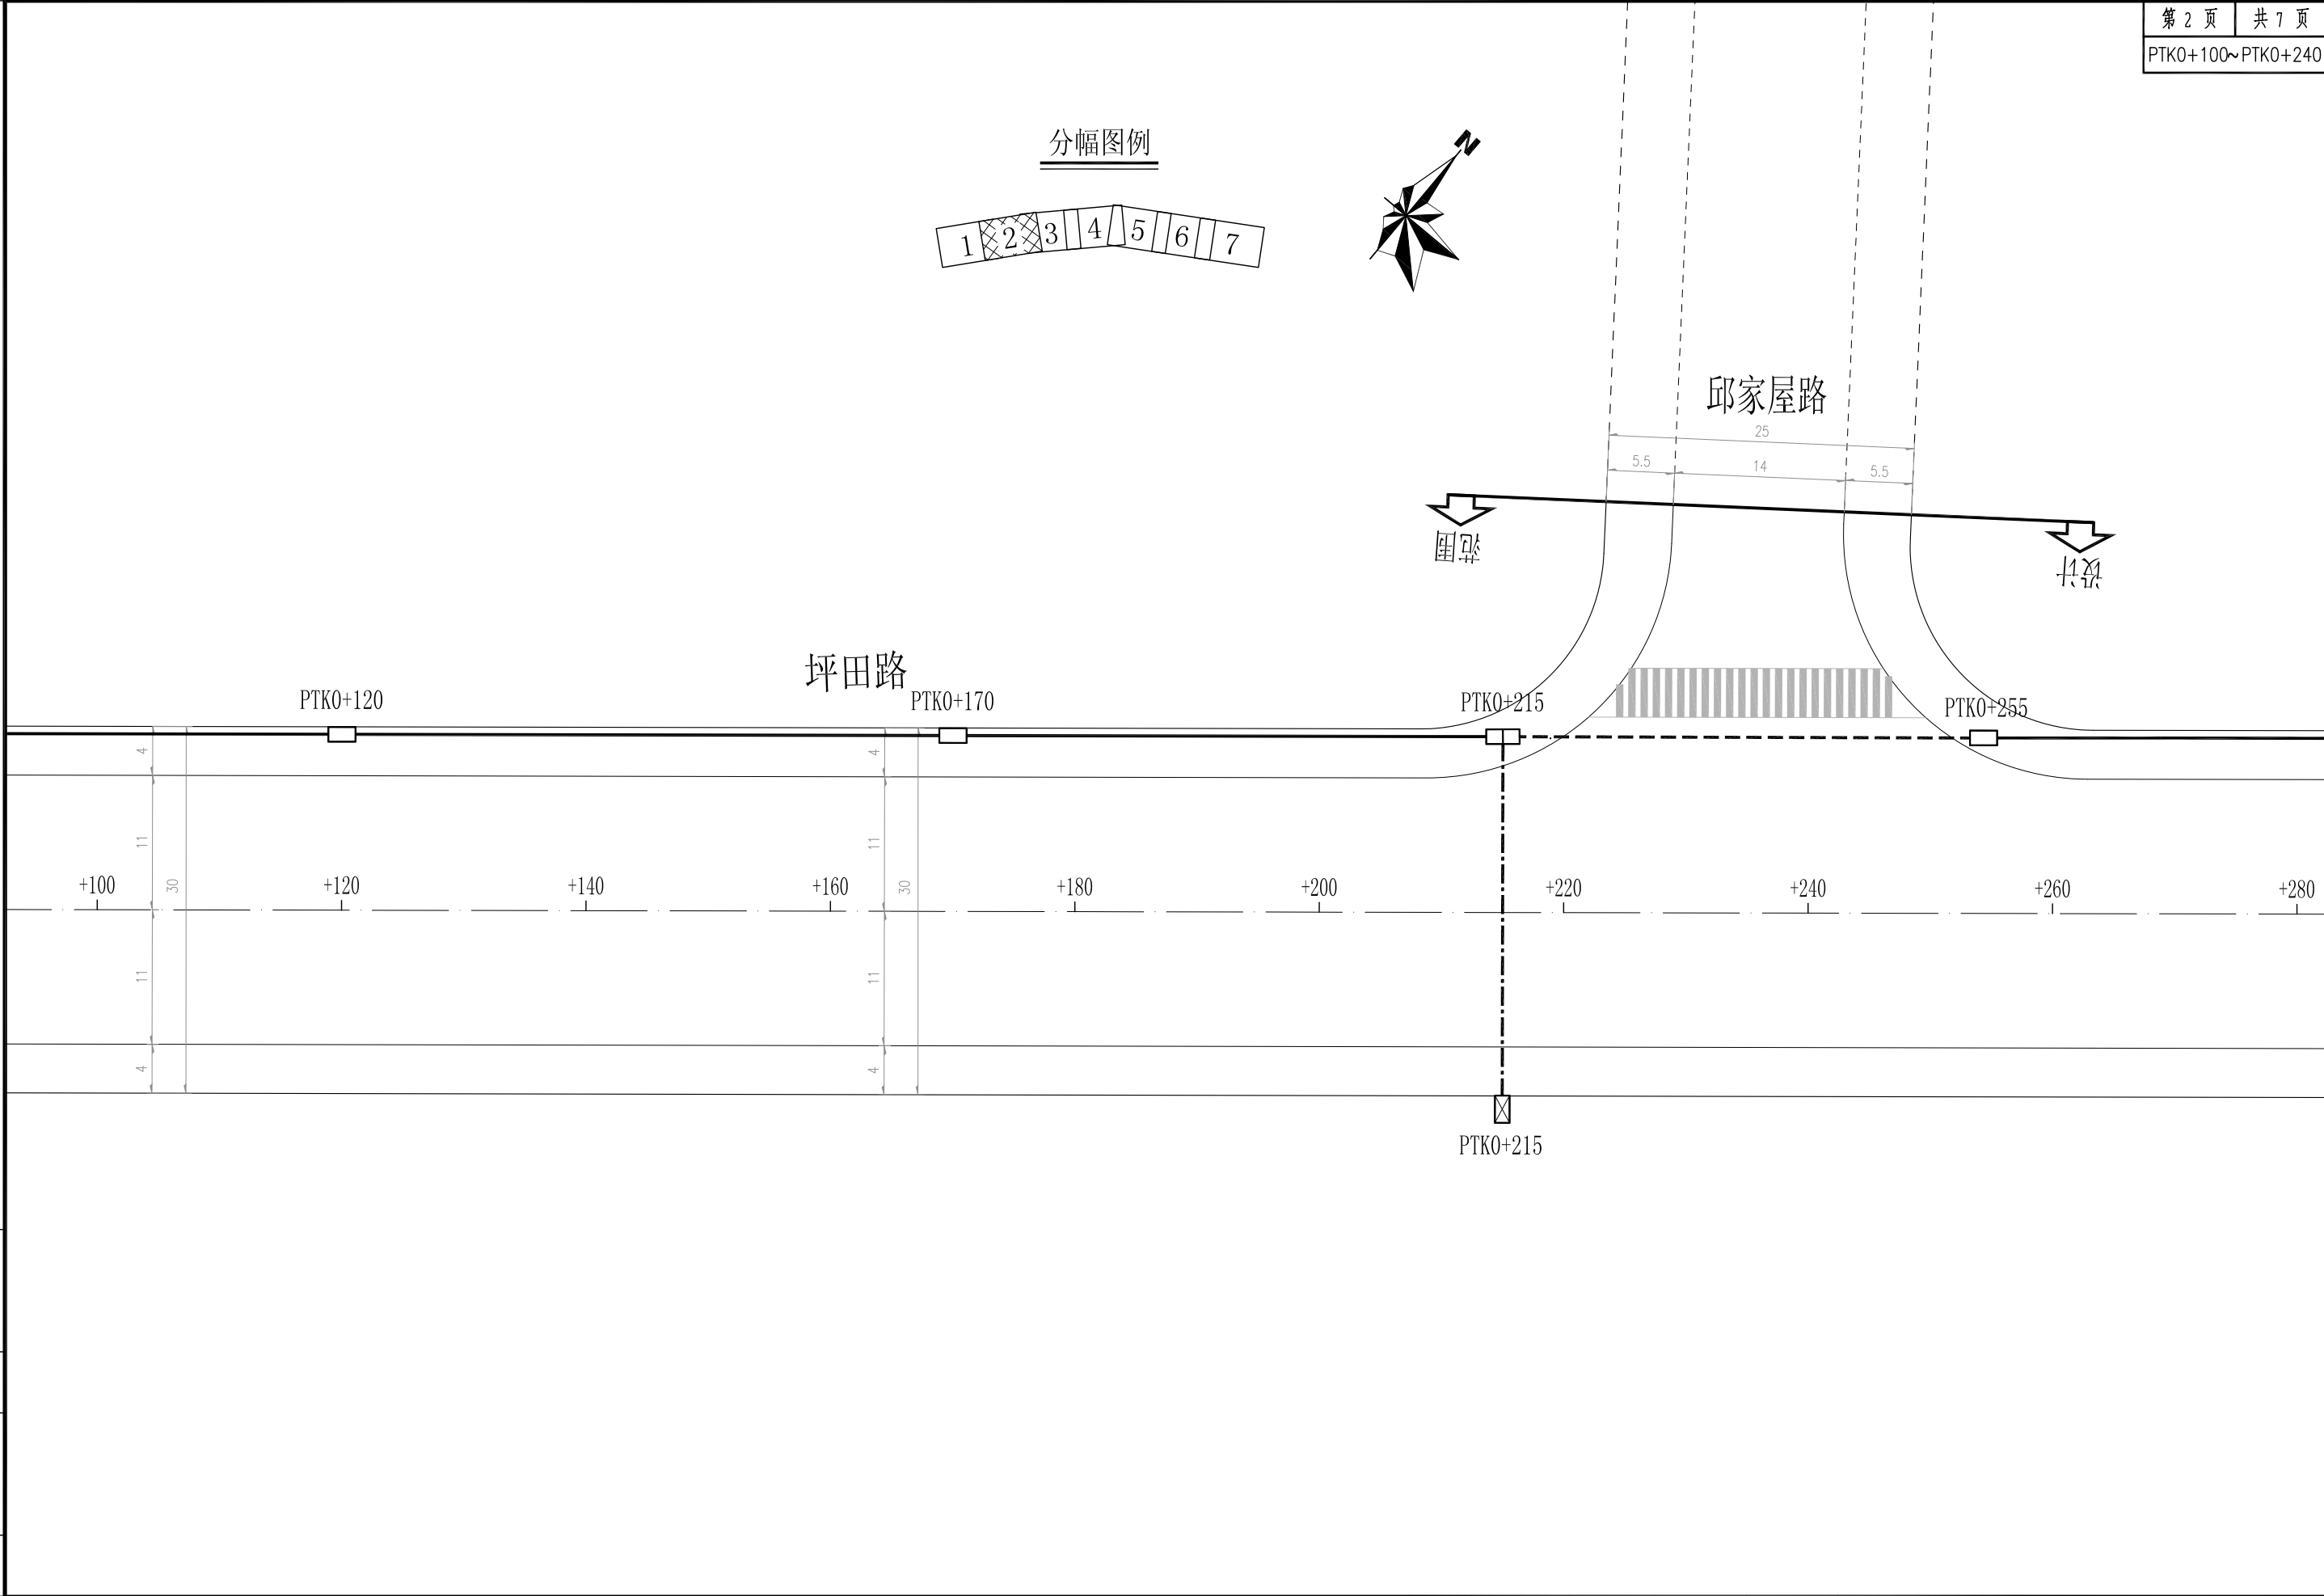 第 2 页 共 7 页
PTK0+100~PTK0+240
分幅图例
N
1 2 3 4 5 6 7
邱家屋路
25
5.5 14 5.5
范围
设计
坪田路
PTK0+120 PTK0+170 PTK0+215 PTK0+255
4 4
11 11
30 30
+100 +120 +140 +160 +180 +200 +220 +240 +260 +280
11 11
4 4
PTK0+215